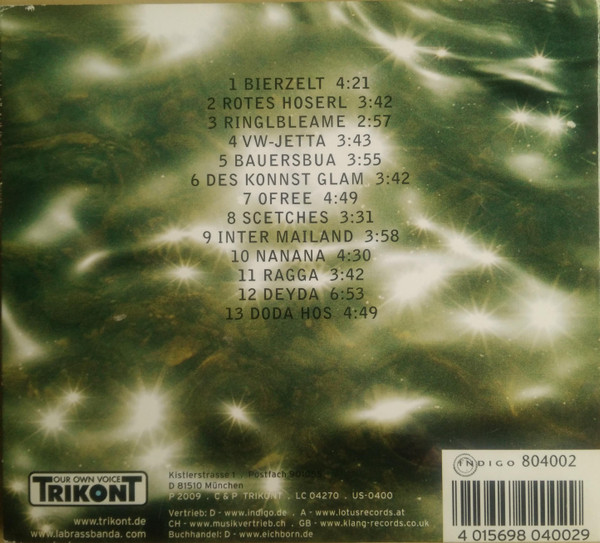 1 BIERZELT 4:21
2 ROTES HOSERL 3:42
3 RINGLBLEAME 2:57
4 VW-JETTA 3:43
5 BAUERSBUA 3:55
6 DES KONNST GLAM 3:42
7 OFREE 4:49
8 SCETCHES 3:31
9 INTER MAILAND 3:58
10 NANANA 4:30
11 RAGGA 3:42
12 DEYDA 6:53
13 DODA HOS 4:49
OUR OWN VOICE
TRIKONT
www.trikont.de
www.labrassbanda.com
Kistlerstrasse 1 Postfach
D 81510 München
P 2009 . C & P TRIKONT . LC 04270 . US-0400
Vertrieb: D - www.indigo.de . A - www.lotusrecords.at
CH - www.musikvertrieb.ch . GB - www.klang-records.co.uk
Buchhandel: D - www.eichborn.de
INDIGO 804002
4 015698 040029